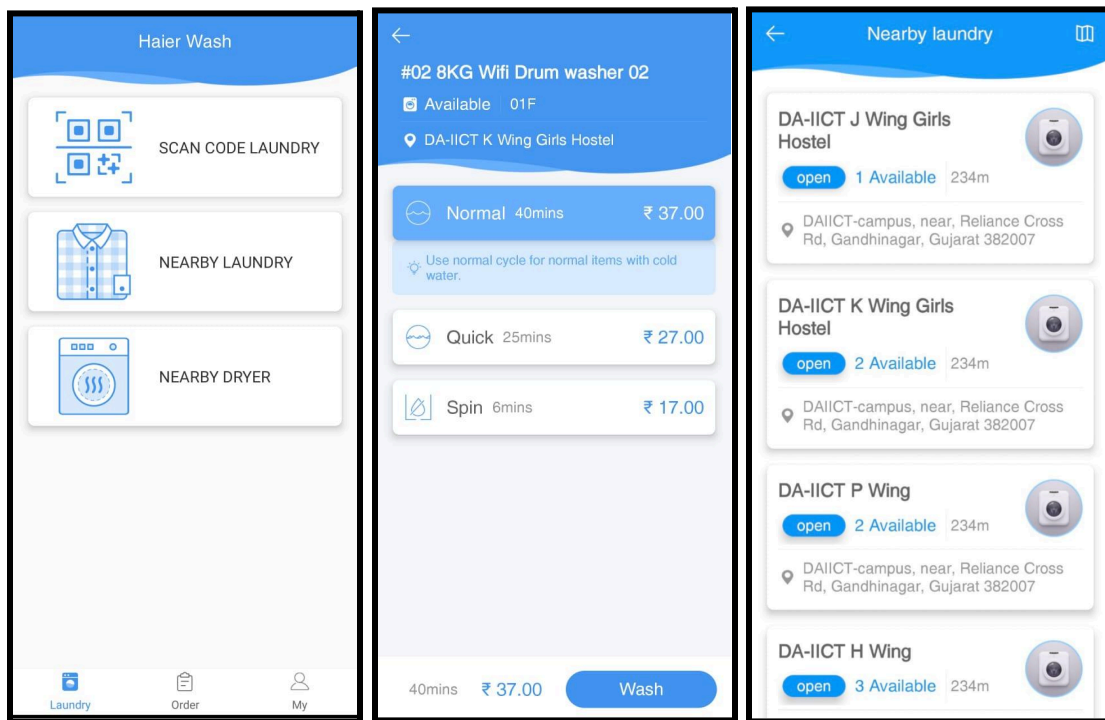 Haier Wash
SCAN CODE LAUNDRY
NEARBY LAUNDRY
NEARBY DRYER
Laundry Order My
#02 8KG Wifi Drum washer 02
Available 01F
DA-IICT K Wing Girls Hostel
Normal 40mins ₹ 37.00
Use normal cycle for normal items with cold
water.
Quick 25mins ₹ 27.00
Spin 6mins ₹ 17.00
40mins ₹ 37.00 Wash
Nearby laundry
DA-IICT J Wing Girls
Hostel
open 1 Available 234m
DAIICT-campus, near, Reliance Cross
Rd, Gandhinagar, Gujarat 382007
DA-IICT K Wing Girls
Hostel
open 2 Available 234m
DAIICT-campus, near, Reliance Cross
Rd, Gandhinagar, Gujarat 382007
DA-IICT P Wing
open 2 Available 234m
DAIICT-campus, near, Reliance Cross
Rd, Gandhinagar, Gujarat 382007
DA-IICT H Wing
open 3 Available 234m